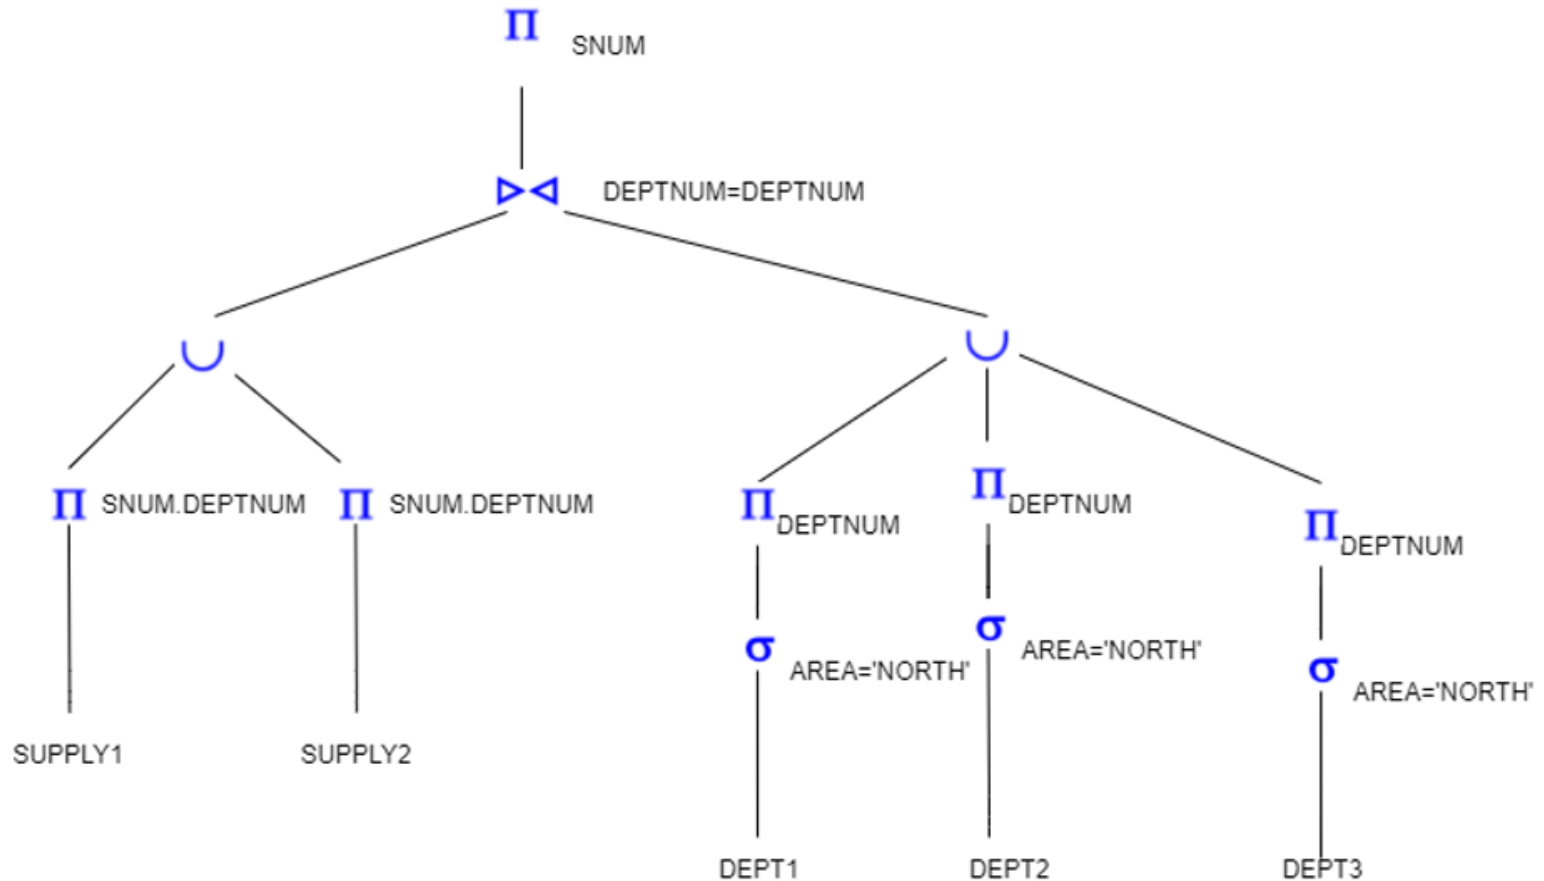 Π SNUM
⋈ DEPTNUM=DEPTNUM
∪ ∪
Π SNUM.DEPTNUM Π SNUM.DEPTNUM Π DEPTNUM Π DEPTNUM Π DEPTNUM
σ AREA='NORTH' σ AREA='NORTH' σ AREA='NORTH'
SUPPLY1 SUPPLY2
DEPT1 DEPT2 DEPT3